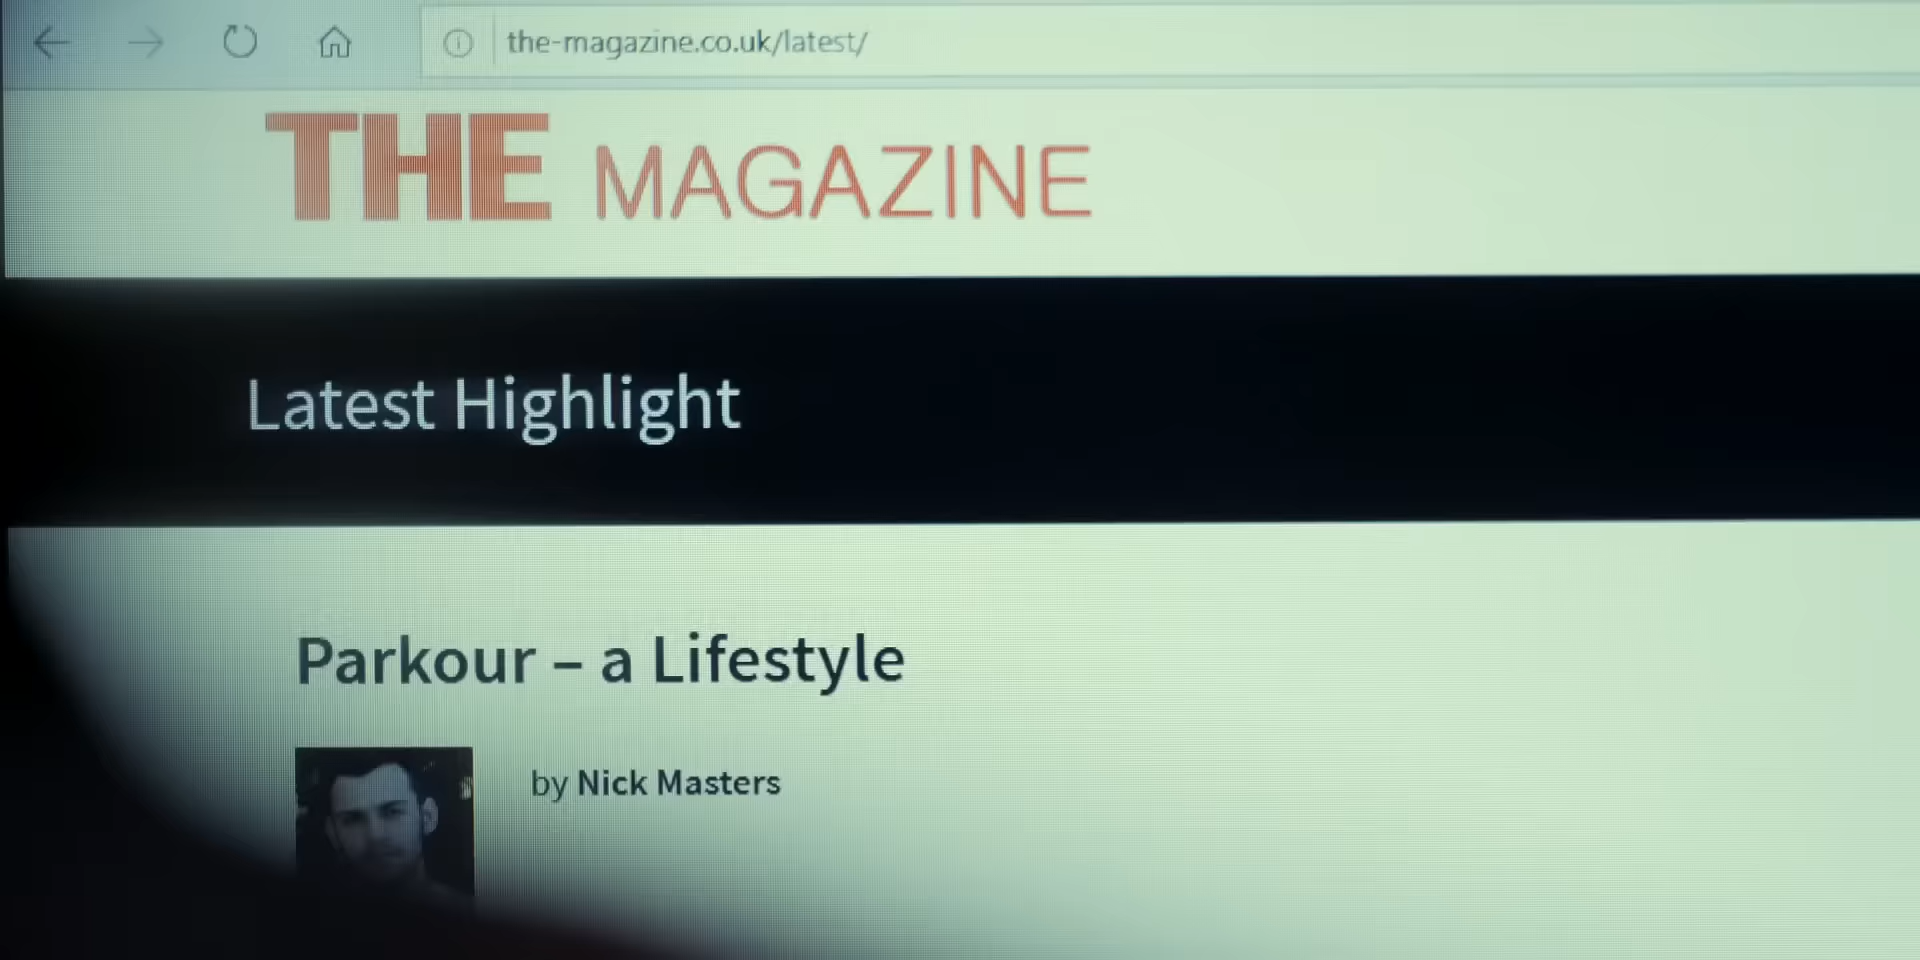 the-magazine.co.uk/latest/
THE MAGAZINE
Latest Highlight
Parkour – a Lifestyle
by Nick Masters